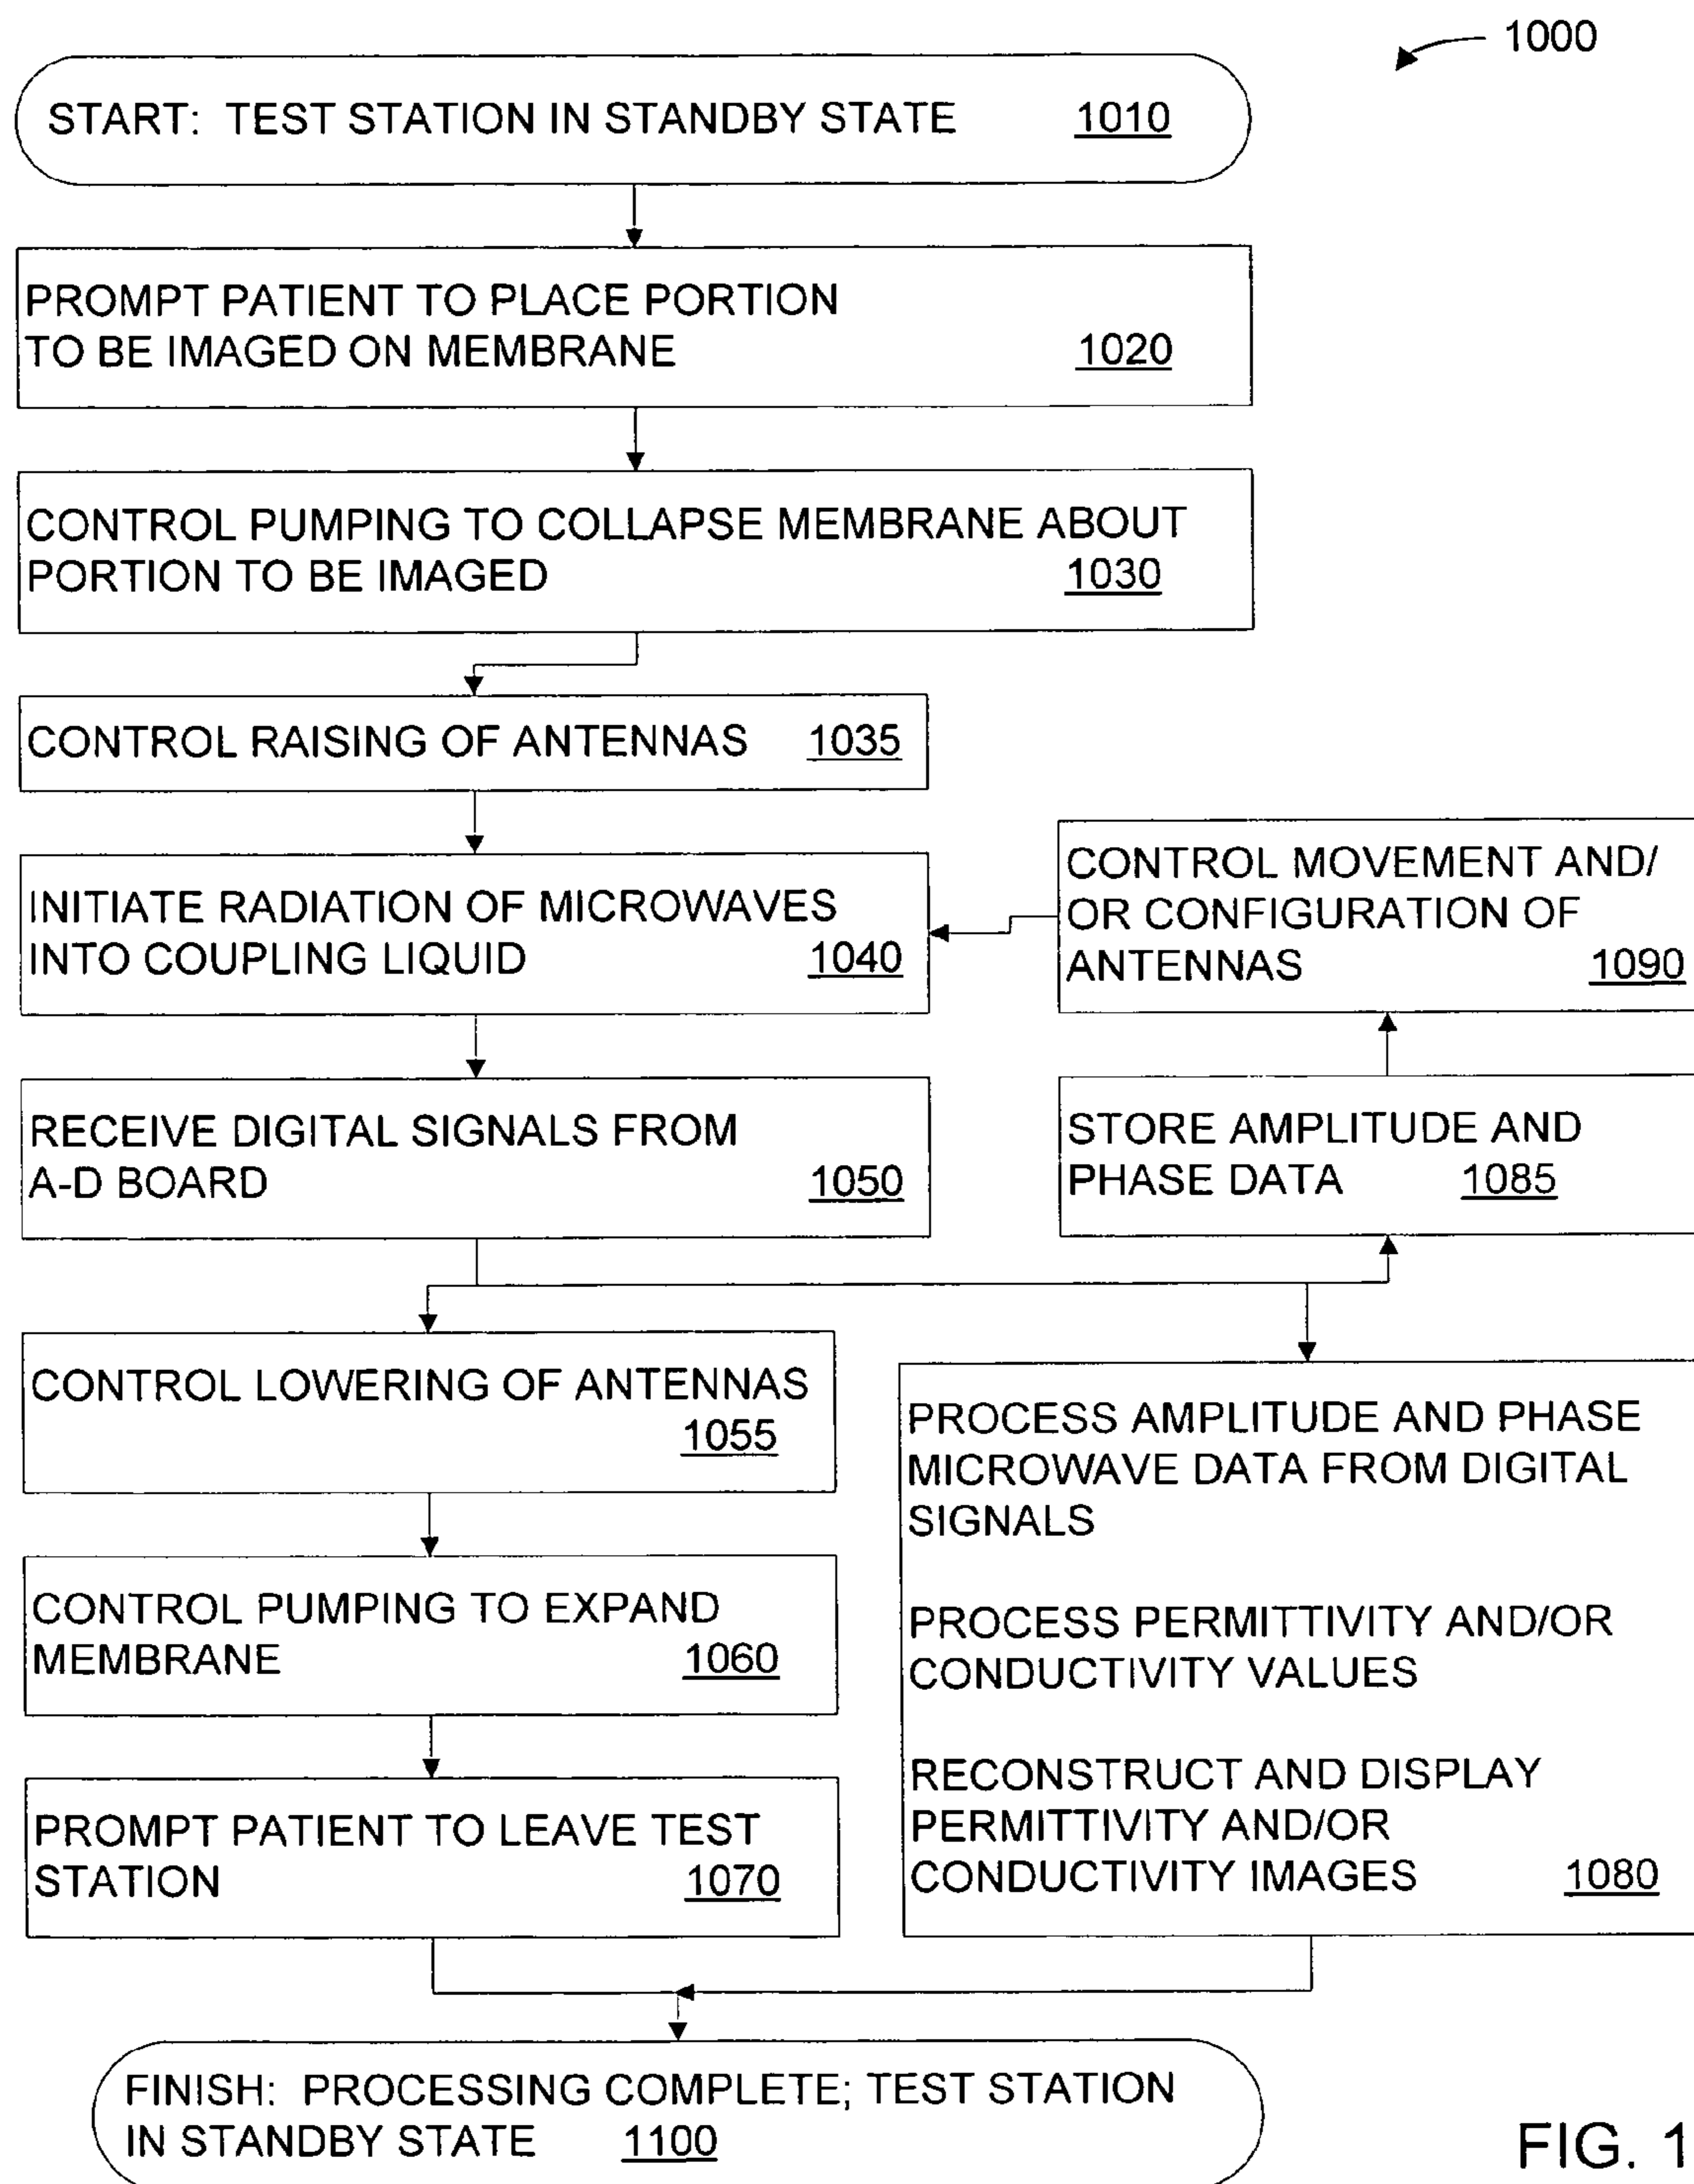 1000
START: TEST STATION IN STANDBY STATE 1010
PROMPT PATIENT TO PLACE PORTION
TO BE IMAGED ON MEMBRANE 1020
CONTROL PUMPING TO COLLAPSE MEMBRANE ABOUT
PORTION TO BE IMAGED 1030
CONTROL RAISING OF ANTENNAS 1035
INITIATE RADIATION OF MICROWAVES
INTO COUPLING LIQUID 1040
CONTROL MOVEMENT AND/
OR CONFIGURATION OF
ANTENNAS 1090
RECEIVE DIGITAL SIGNALS FROM
A-D BOARD 1050
STORE AMPLITUDE AND
PHASE DATA 1085
CONTROL LOWERING OF ANTENNAS
1055
CONTROL PUMPING TO EXPAND
MEMBRANE 1060
PROMPT PATIENT TO LEAVE TEST
STATION 1070
PROCESS AMPLITUDE AND PHASE
MICROWAVE DATA FROM DIGITAL
SIGNALS
PROCESS PERMITTIVITY AND/OR
CONDUCTIVITY VALUES
RECONSTRUCT AND DISPLAY
PERMITTIVITY AND/OR
CONDUCTIVITY IMAGES 1080
FINISH: PROCESSING COMPLETE; TEST STATION
IN STANDBY STATE 1100
FIG. 1